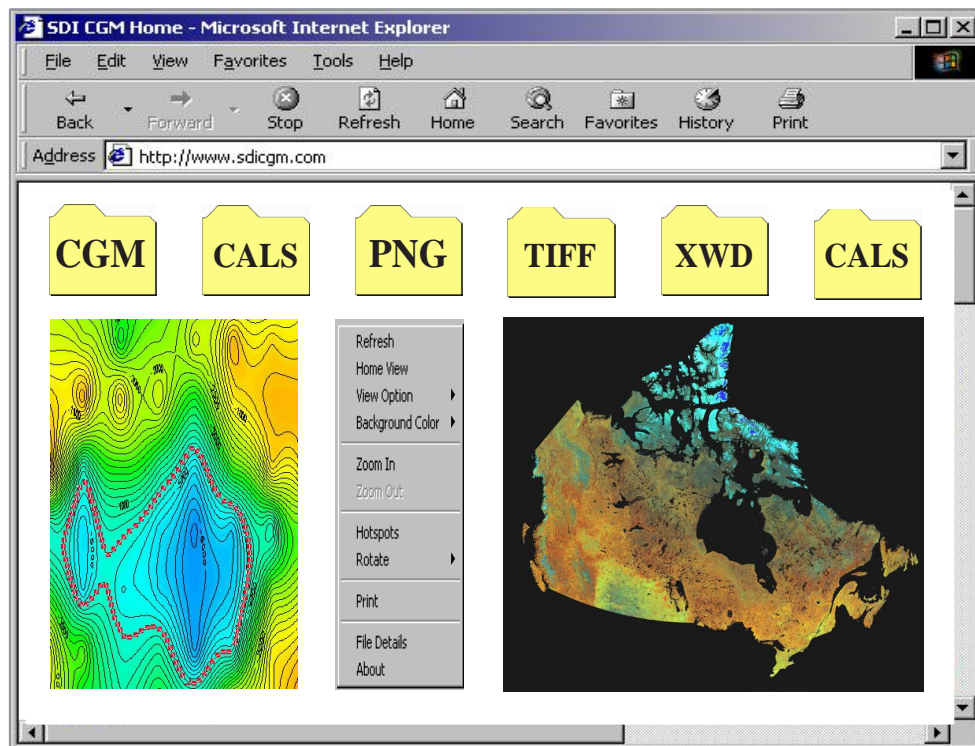 SDI CGM Home - Microsoft Internet Explorer
File Edit View Favorites Tools Help
Back Forward Stop Refresh Home Search Favorites History Print
Address http://www.sdicgm.com
CGM CALS PNG TIFF XWD CALS
Refresh
Home View
View Option
Background Color
Zoom In
Zoom Out
Hotspots
Rotate
Print
File Details
About